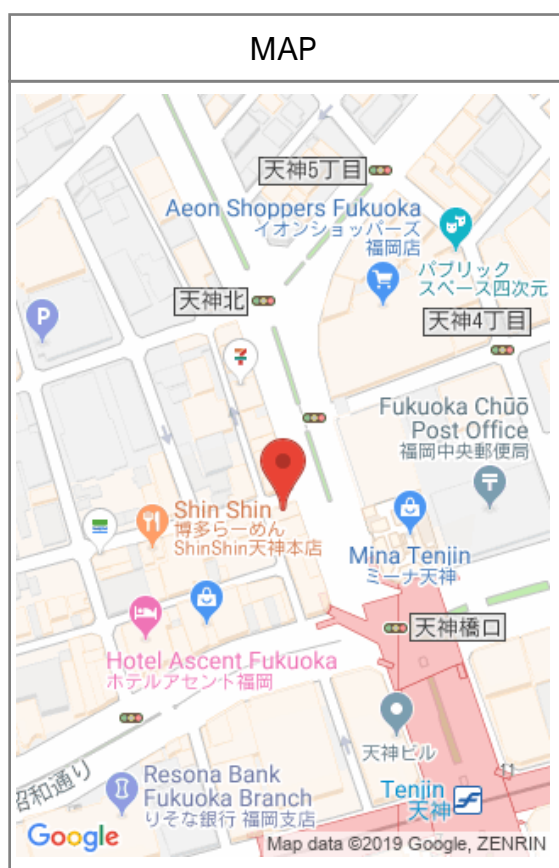 MAP
天神5丁目
Aeon Shoppers Fukuoka
イオンショッパーズ
福岡店
パブリック
スペース四次元
天神北
天神4丁目
P
7
Fukuoka Chūō
Post Office
福岡中央郵便局
Shin Shin
博多らーめん
ShinShin天神本店
Mina Tenjin
ミーナ天神
天神橋口
Hotel Ascent Fukuoka
ホテルアセント福岡
天神ビル
昭和通り
Resona Bank
Fukuoka Branch
りそな銀行 福岡支店
Tenjin
天神
Google
Map data ©2019 Google, ZENRIN